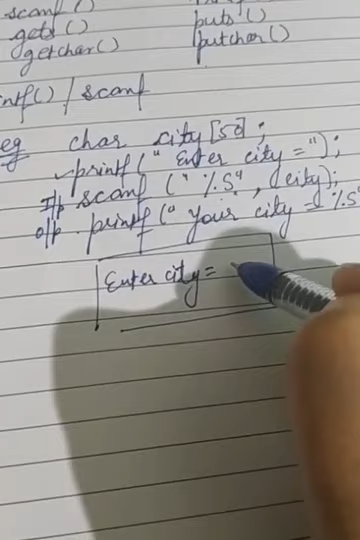 scanf () puts ()
gets () putchar ()
getchar ()
ntf() / scanf
eg char city [50];
printf (" Enter city = ");
I/p scanf (" %s", city);
o/p printf (" your city = %s"
Enter city =